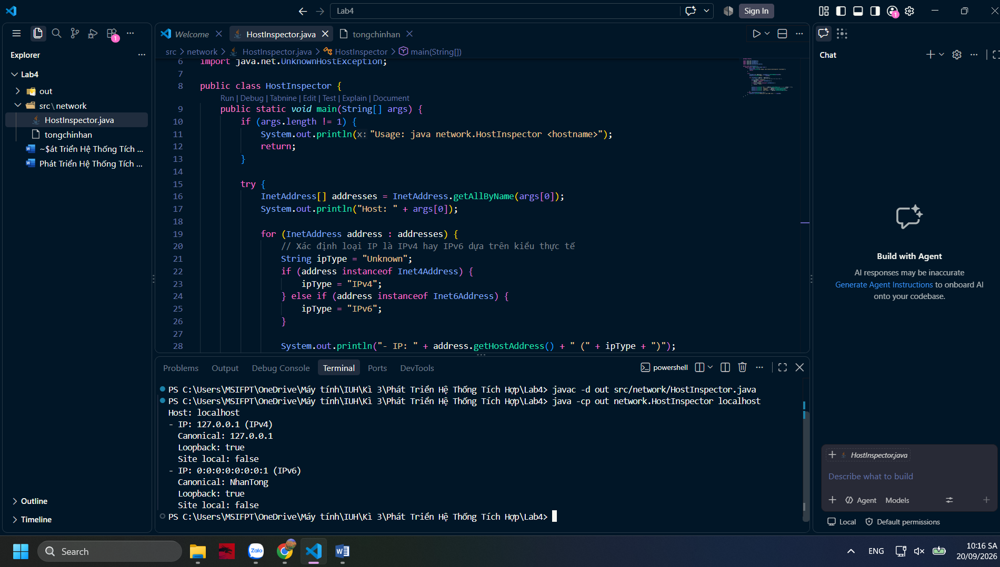 Lab4
Sign In
1
1
Explorer
Lab4
out
src\network
HostInspector.java
tongchinhan
~$át Triển Hệ Thống Tích ...
Phát Triển Hệ Thống Tích ...
Outline
Timeline
Welcome
HostInspector.java
tongchinhan
src > network > HostInspector.java > HostInspector > main(String[])
6 import java.net.UnknownHostException;
7
8 public class HostInspector {
Run | Debug | Tabnine | Edit | Test | Explain | Document
9 public static void main(String[] args) {
10 if (args.length != 1) {
11 System.out.println(x: "Usage: java network.HostInspector <hostname>");
12 return;
13 }
14
15 try {
16 InetAddress[] addresses = InetAddress.getAllByName(args[0]);
17 System.out.println("Host: " + args[0]);
18
19 for (InetAddress address : addresses) {
20 // Xác định loại IP là IPv4 hay IPv6 dựa trên kiểu thực tế
21 String ipType = "Unknown";
22 if (address instanceof Inet4Address) {
23 ipType = "IPv4";
24 } else if (address instanceof Inet6Address) {
25 ipType = "IPv6";
26 }
27
28 System.out.println("- IP: " + address.getHostAddress() + " (" + ipType + ")");
Problems Output Debug Console Terminal Ports DevTools
powershell
PS C:\Users\MSIFPT\OneDrive\Máy tính\IUH\Kì 3\Phát Triển Hệ Thống Tích Hợp\Lab4> javac -d out src/network/HostInspector.java
PS C:\Users\MSIFPT\OneDrive\Máy tính\IUH\Kì 3\Phát Triển Hệ Thống Tích Hợp\Lab4> java -cp out network.HostInspector localhost
Host: localhost
- IP: 127.0.0.1 (IPv4)
Canonical: 127.0.0.1
Loopback: true
Site local: false
- IP: 0:0:0:0:0:0:0:1 (IPv6)
Canonical: NhanTong
Loopback: true
Site local: false
PS C:\Users\MSIFPT\OneDrive\Máy tính\IUH\Kì 3\Phát Triển Hệ Thống Tích Hợp\Lab4>
Chat
Build with Agent
AI responses may be inaccurate
Generate Agent Instructions to onboard AI
onto your codebase.
HostInspector.java
Describe what to build
Agent Models
Local Default permissions
Search
Zalo
ENG
10:16 SA
20/09/2026